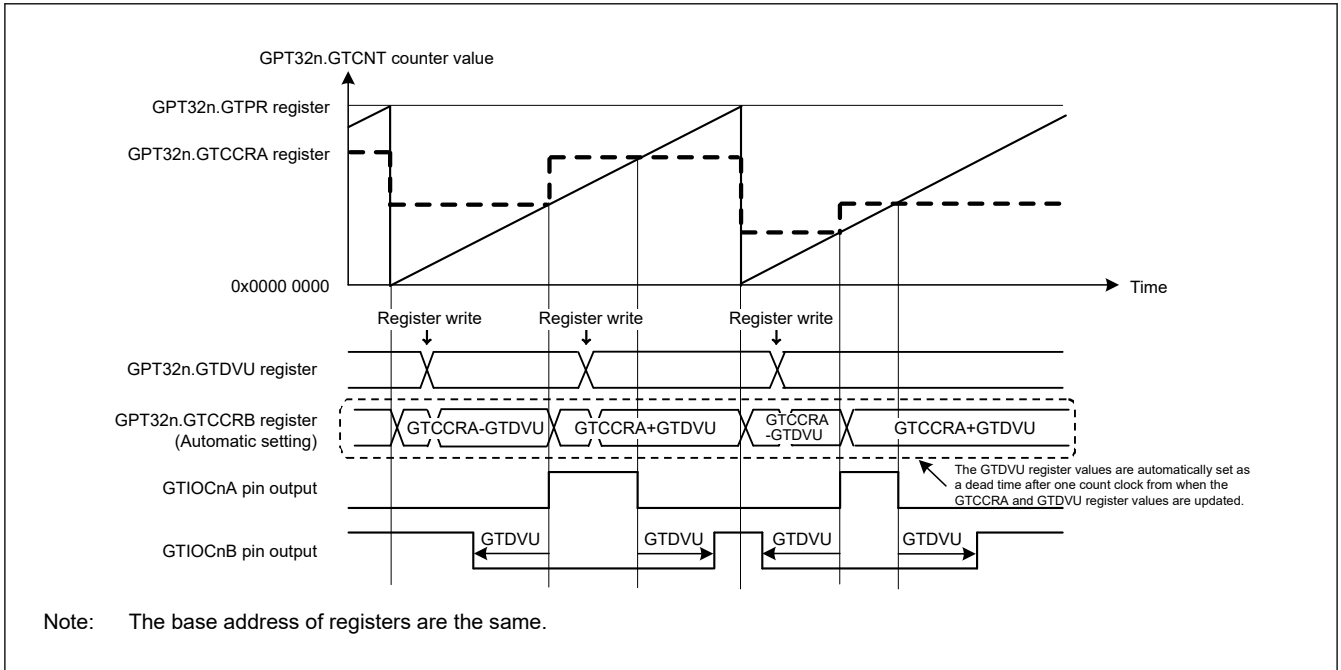 GPT32n.GTCNT counter value
GPT32n.GTPR register
GPT32n.GTCCRA register
0x0000 0000
Time
Register write
Register write
Register write
GPT32n.GTDVU register
GPT32n.GTCCRB register
(Automatic setting)
GTCCRA-GTDVU
GTCCRA+GTDVU
GTCCRA
-GTDVU
GTCCRA+GTDVU
The GTDVU register values are automatically set as
a dead time after one count clock from when the
GTCCRA and GTDVU register values are updated.
GTIOCnA pin output
GTIOCnB pin output
GTDVU
GTDVU
GTDVU
GTDVU
Note: The base address of registers are the same.